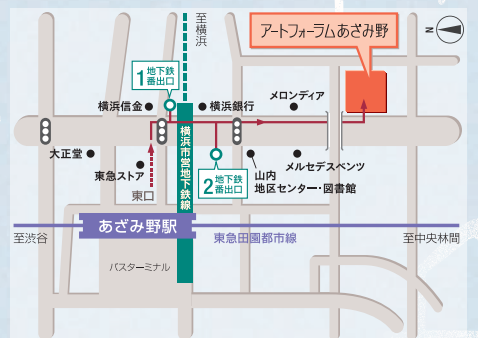 至横浜
アートフォーラムあざみ野
N
1 地下鉄
番出口
横浜信金
横浜銀行
メロンディア
大正堂
東急ストア
東口
横浜市営地下鉄線
2 地下鉄
番出口
山内
地区センター・図書館
メルセデスベンツ
あざみ野駅
至渋谷
東急田園都市線
至中央林間
バスターミナル